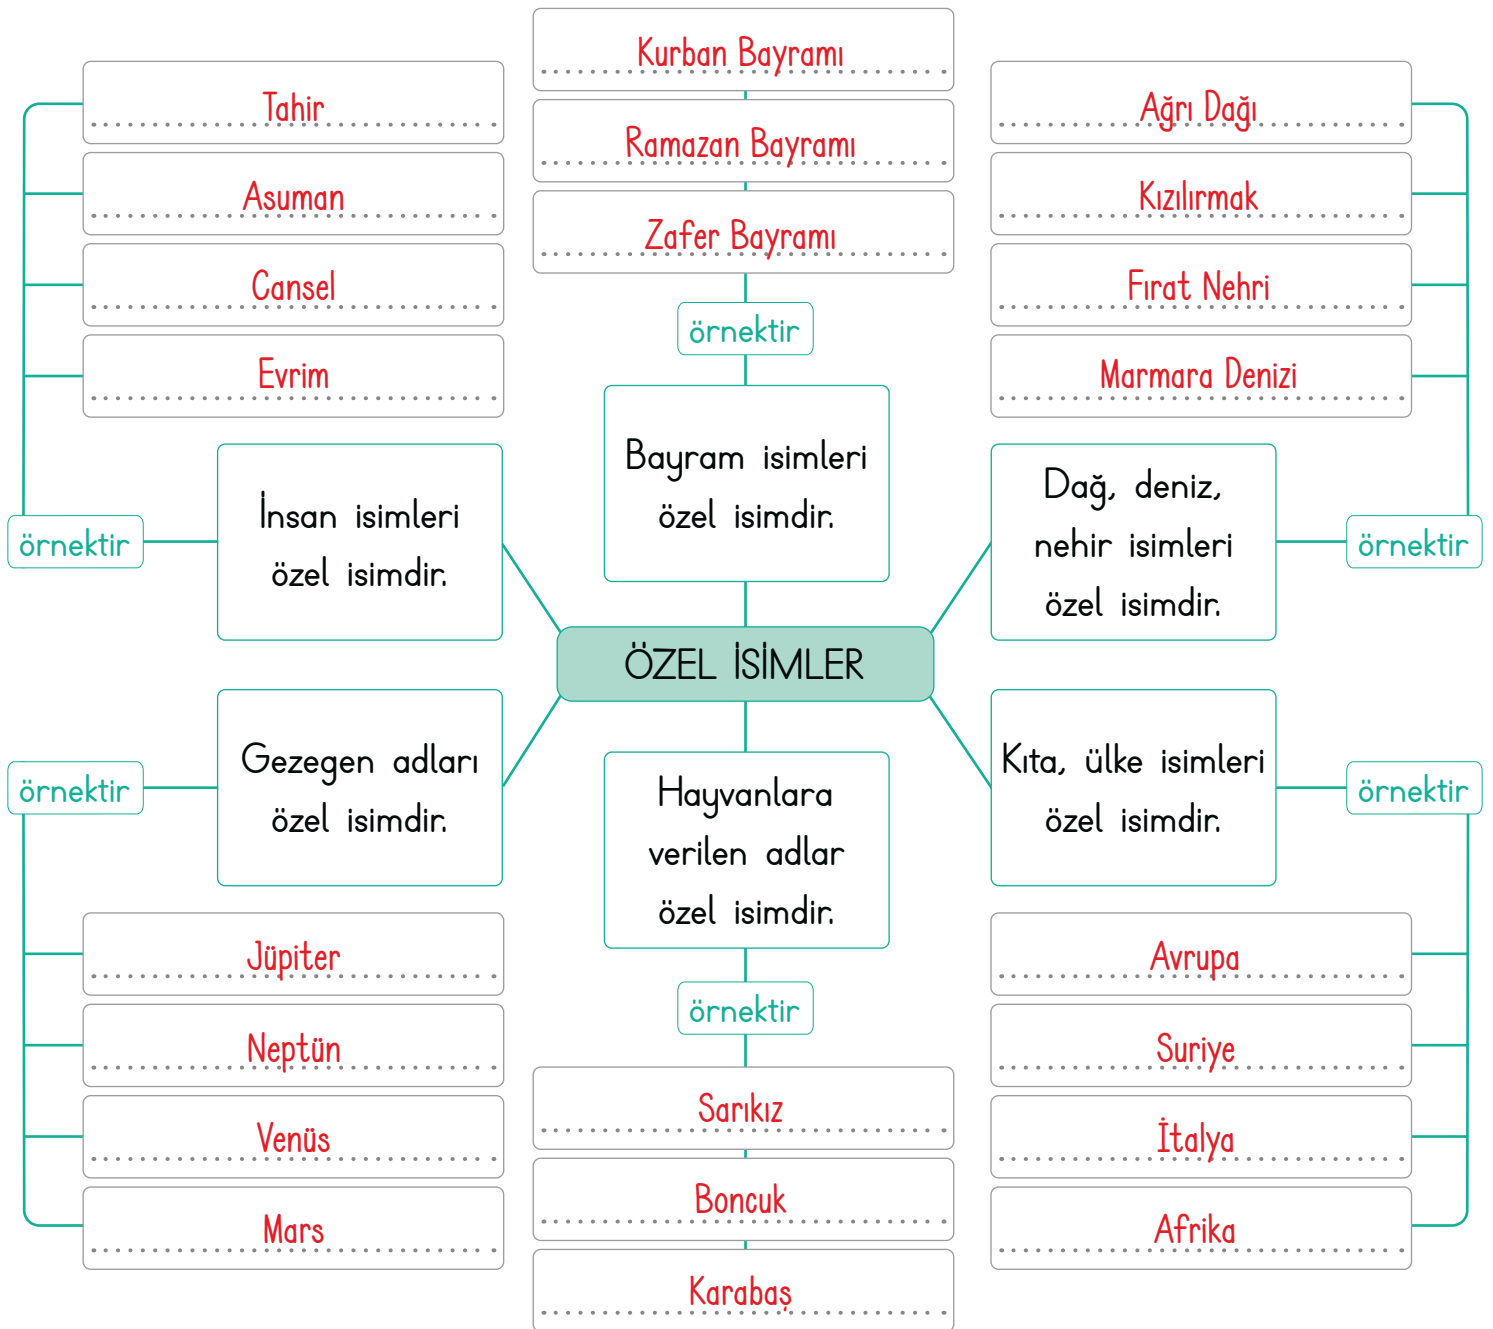 Kurban Bayramı
Ramazan Bayramı
Zafer Bayramı
örnektir
Bayram isimleri
özel isimdir.
Tahir
Asuman
Cansel
Evrim
örnektir
İnsan isimleri
özel isimdir.
Ağrı Dağı
Kızılırmak
Fırat Nehri
Marmara Denizi
örnektir
Dağ, deniz,
nehir isimleri
özel isimdir.
ÖZEL İSİMLER
Gezegen adları
özel isimdir.
örnektir
Jüpiter
Neptün
Venüs
Mars
Hayvanlara
verilen adlar
özel isimdir.
örnektir
Sarıkız
Boncuk
Karabaş
Kıta, ülke isimleri
özel isimdir.
örnektir
Avrupa
Suriye
İtalya
Afrika